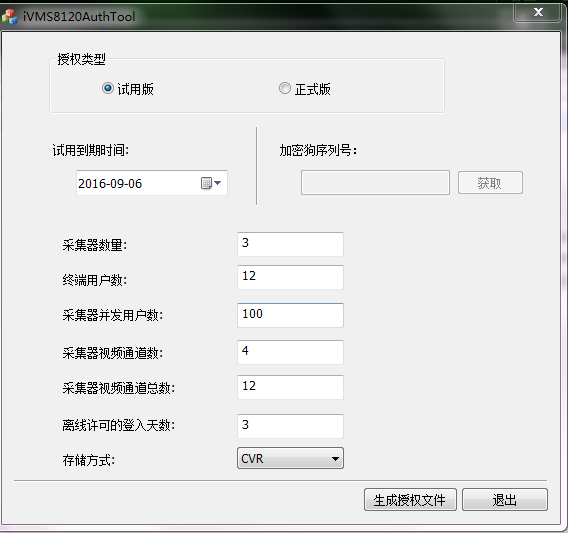 iVMS8120AuthTool
授权类型
试用版 正式版
试用到期时间: 加密狗序列号：
2016-09-06 获取
采集器数量: 3
终端用户数: 12
采集器并发用户数: 100
采集器视频通道数: 4
采集器视频通道总数: 12
离线许可的登入天数: 3
存储方式: CVR
生成授权文件 退出